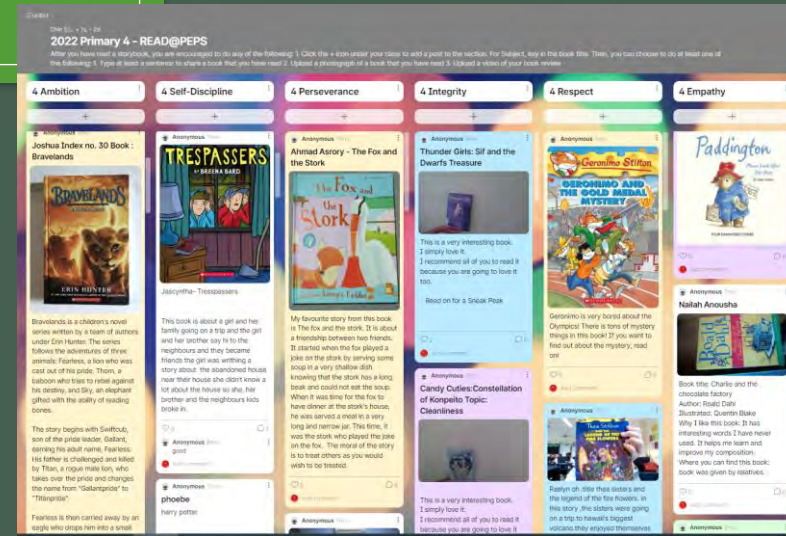 2022 Primary 4 - READ@PEPS
After you have read a storybook, you are encouraged to do any of the following: 1. Click the + icon under your class to add a post to the section. For Subject, key in the book title. Then, you can choose to do at least one of
the following: 1. Type at least a sentence to share a book that you have read 2. Upload a photograph of a book that you have read 3. Upload a video of your book review
4 Ambition
Anonymous
Joshua Index no. 30 Book :
Bravelands
BRAVELANDS
ERIN HUNTER
Bravelands is a children's novel
series written by a team of authors
under Erin Hunter. The series
follows the adventures of three
animals: Fearless, a lion who was
cast out of his pride. Thorn, a
baboon who tries to rebel against
his destiny, and Sky, an elephant
gifted with the ability of reading
bones.
The story begins with Swiftcub,
son of the pride leader, Gallant,
earning his adult name, Fearless.
His father is challenged and killed
by Titan, a rogue male lion, who
takes over the pride and changes
the name from "Gallantpride" to
"Titanpride".
Fearless is then carried away by an
eagle who drops him into a small
4 Self-Discipline
Anonymous
TRESPASSERS
BY BREENA BARD
Jascyntha- Tresspassers
This book is about a girl and her
family going on a trip and the girl
and her brother say hi to the
neighbours and they became
friends the girl was writhing a
story about the abandoned house
near their house she didn't know a
lot about the house so she, her
brother and the neighbours kids
broke in.
Anonymous
good
Anonymous
phoebe
harry potter
4 Perseverance
Anonymous
Ahmad Asrory - The Fox and
the Stork
The Fox and
the Stork
My favourite story from this book
is The fox and the stork. It is about
a friendship between two friends.
It started when the fox played a
joke on the stork by serving some
soup in a very shallow dish
knowing that the stork has a long
beak and could not eat the soup.
When it was time for the fox to
have dinner at the stork's house,
he was served a meal in a very
long and narrow jar. This time, it
was the stork who played the joke
on the fox. The moral of the story
is to treat others as you would
wish to be treated.
Anonymous
4 Integrity
Anonymous
Thunder Girls: Sif and the
Dwarfs Treasure
This is a very interesting book.
I simply love it.
I recommend all of you to read it
because you are going to love it
too.
Read on for a Sneak Peak
Anonymous
Candy Cuties:Constellation
of Konpeito Topic:
Cleanliness
This is a very interesting book.
I simply love it.
I recommend all of you to read it
because you are going to love it
4 Respect
Anonymous
Geronimo Stilton
GERONIMO AND
THE GOLD MEDAL
MYSTERY
SCHOLASTIC
Geronimo is very bored about the
Olympics! There is tons of mystery
things in this book! If you want to
find out about the mystery, read
on!
Add comment
Anonymous
Thea Stilton
Raelyn oh .title thea sisters and
the legend of the fire flowers. in
this story ,the sisters were going
on a trip to hawaii's biggest
volcano.they enjoyed themselves
4 Empathy
Paddington
Anonymous
Nailah Anousha
Roald Dahl
Book title: Charlie and the
chocolate factory
Author: Roald Dahl
Illustrated: Quentin Blake
Why I like this book: It has
interesting words I have never
used. It helps me learn and
improve my composition.
Where you can find this book:
book was given by relatives.
Anonymous